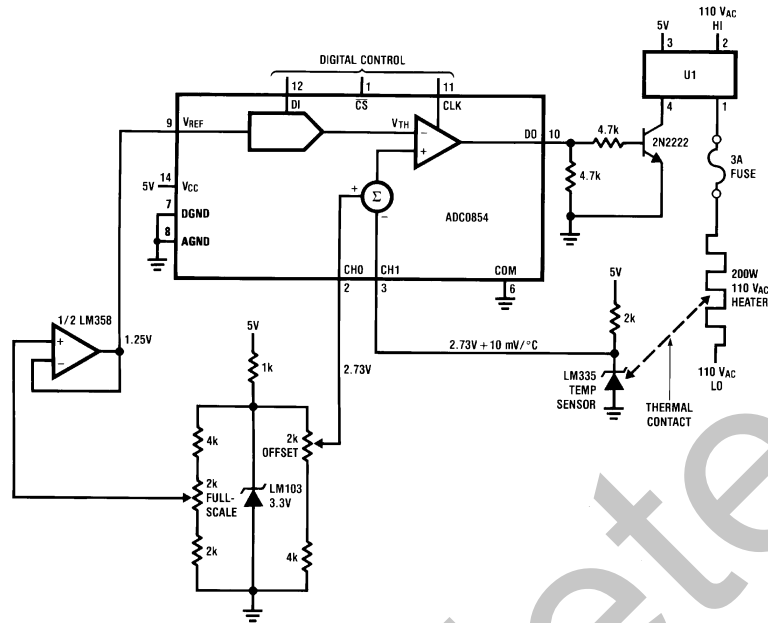 110 VAC
HI
5V
3
2
U1
4
1
DIGITAL CONTROL
12
1
11
DI
CS
CLK
9
VREF
VTH
−
+
DO
10
4.7k
2N2222
4.7k
3A
FUSE
5V
14
VCC
7
DGND
8
AGND
+
Σ
−
ADC0854
CH0
CH1
COM
2
3
6
200W
110 VAC
HEATER
5V
2k
1/2 LM358
1.25V
+
−
5V
1k
2.73V
2.73V + 10 mV/°C
LM335
TEMP
SENSOR
THERMAL
CONTACT
110 VAC
LO
4k
2k
OFFSET
2k
FULL-
SCALE
LM103
3.3V
2k
4k